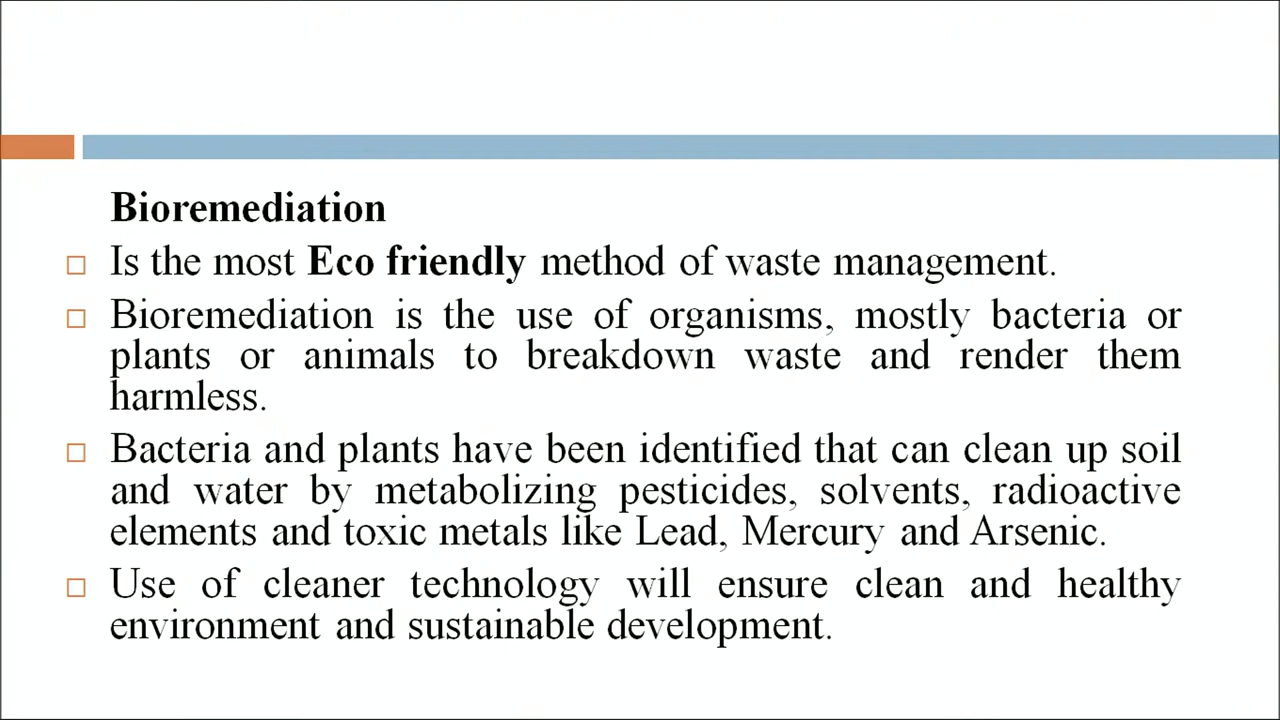 Bioremediation
Is the most Eco friendly method of waste management.
Bioremediation is the use of organisms, mostly bacteria or
plants or animals to breakdown waste and render them
harmless.
Bacteria and plants have been identified that can clean up soil
and water by metabolizing pesticides, solvents, radioactive
elements and toxic metals like Lead, Mercury and Arsenic.
Use of cleaner technology will ensure clean and healthy
environment and sustainable development.